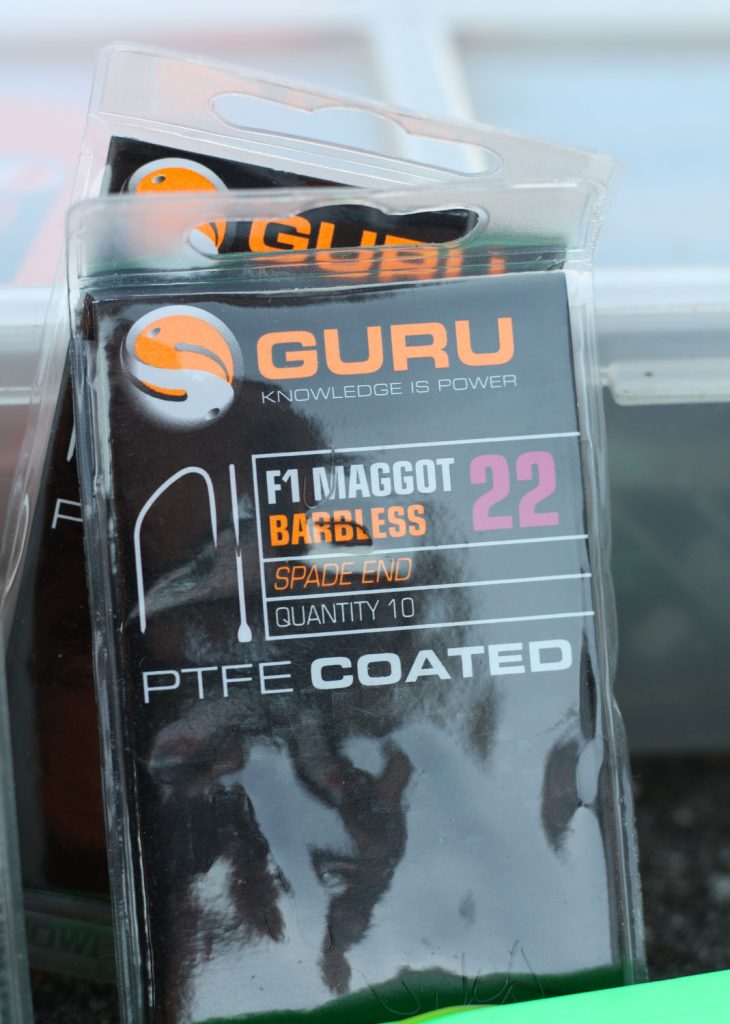 GURU
GURU
KNOWLEDGE IS POWER
F1 MAGGOT
BARBLESS
22
SPADE END
QUANTITY 10
PTFE COATED